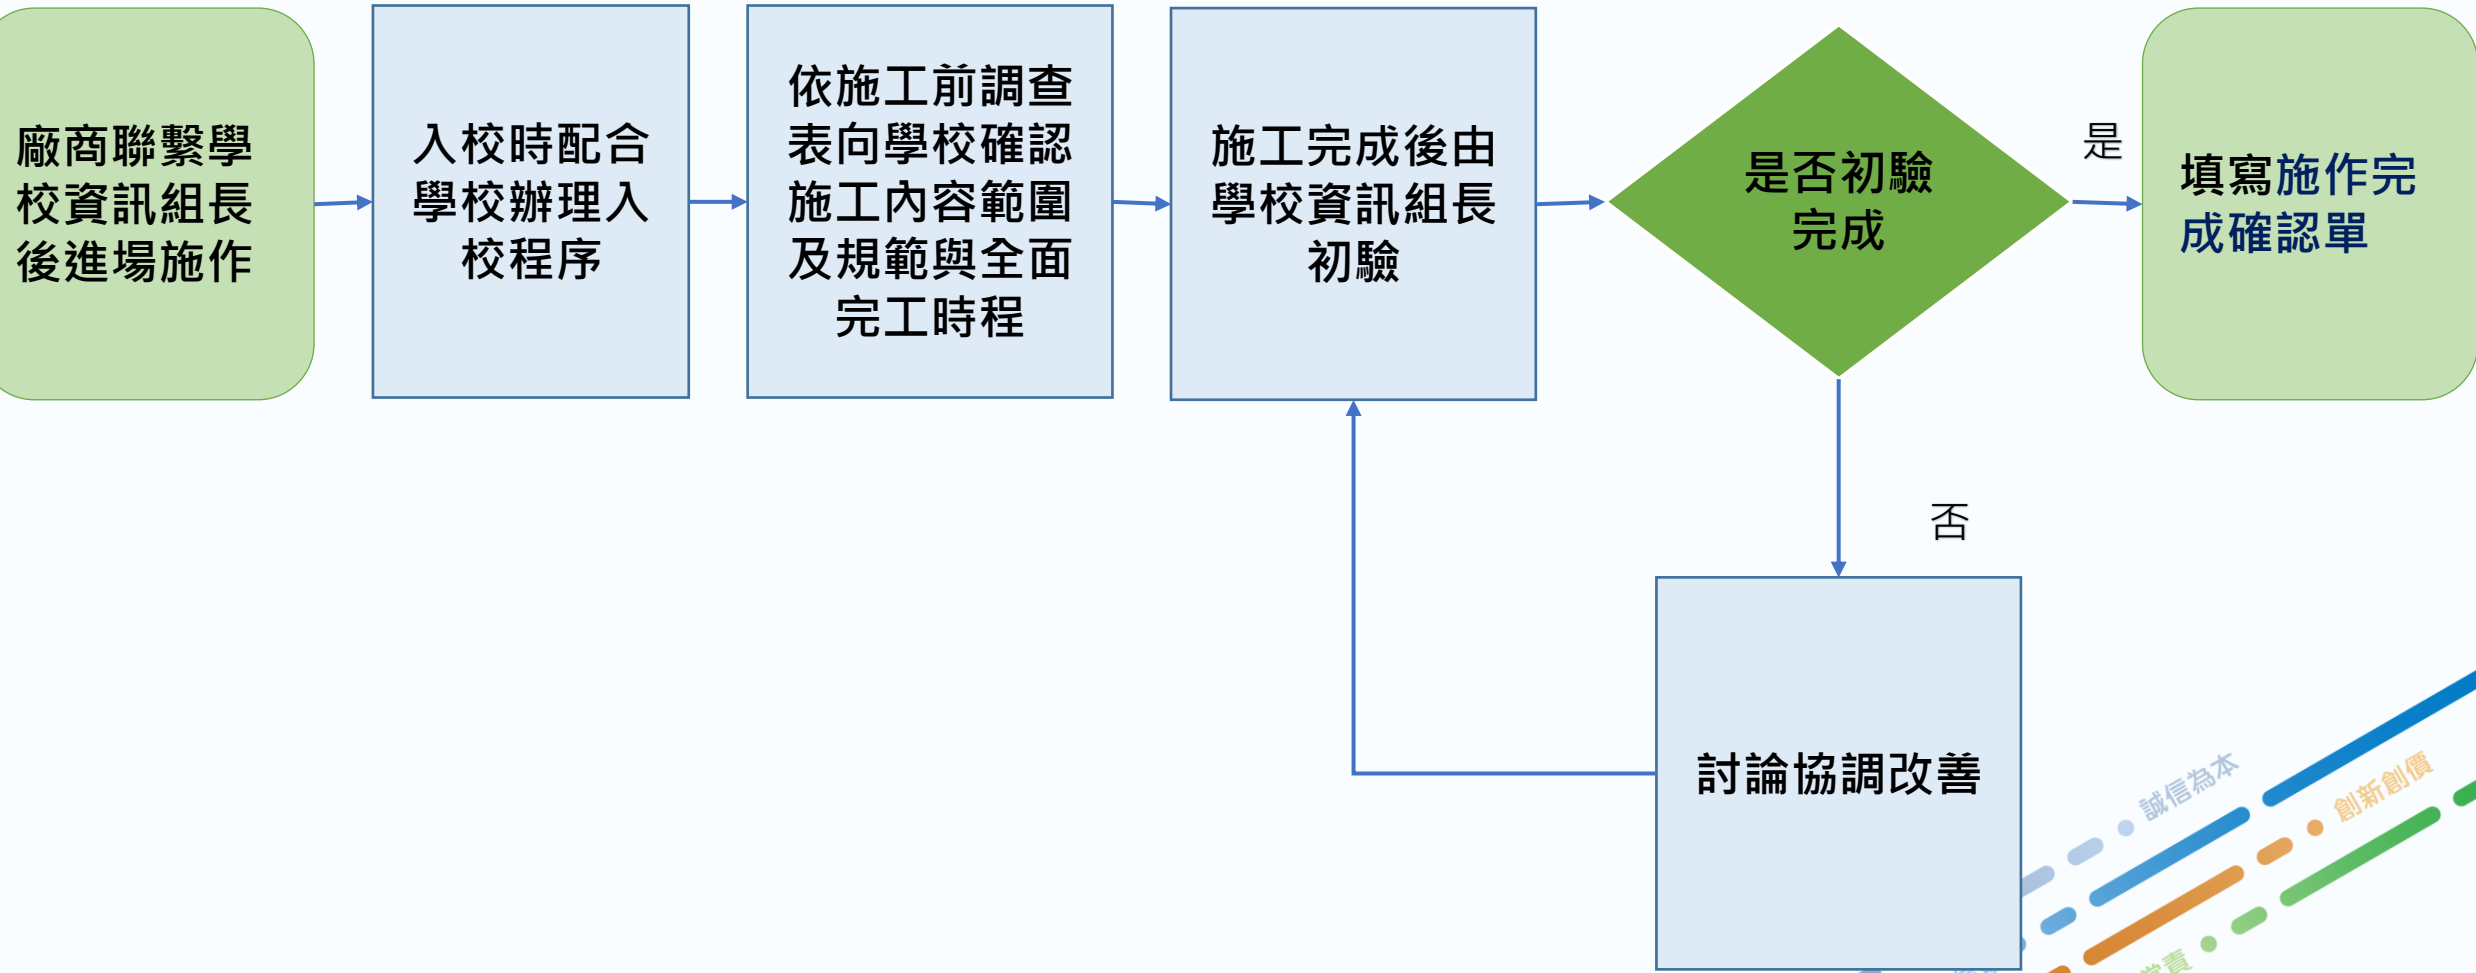 廠商聯繫學
校資訊組長
後進場施作
入校時配合
學校辦理入
校程序
依施工前調查
表向學校確認
施工內容範圍
及規範與全面
完工時程
施工完成後由
學校資訊組長
初驗
是否初驗
完成
是
填寫施作完
成確認單
否
討論協調改善
誠信為本
創新創價